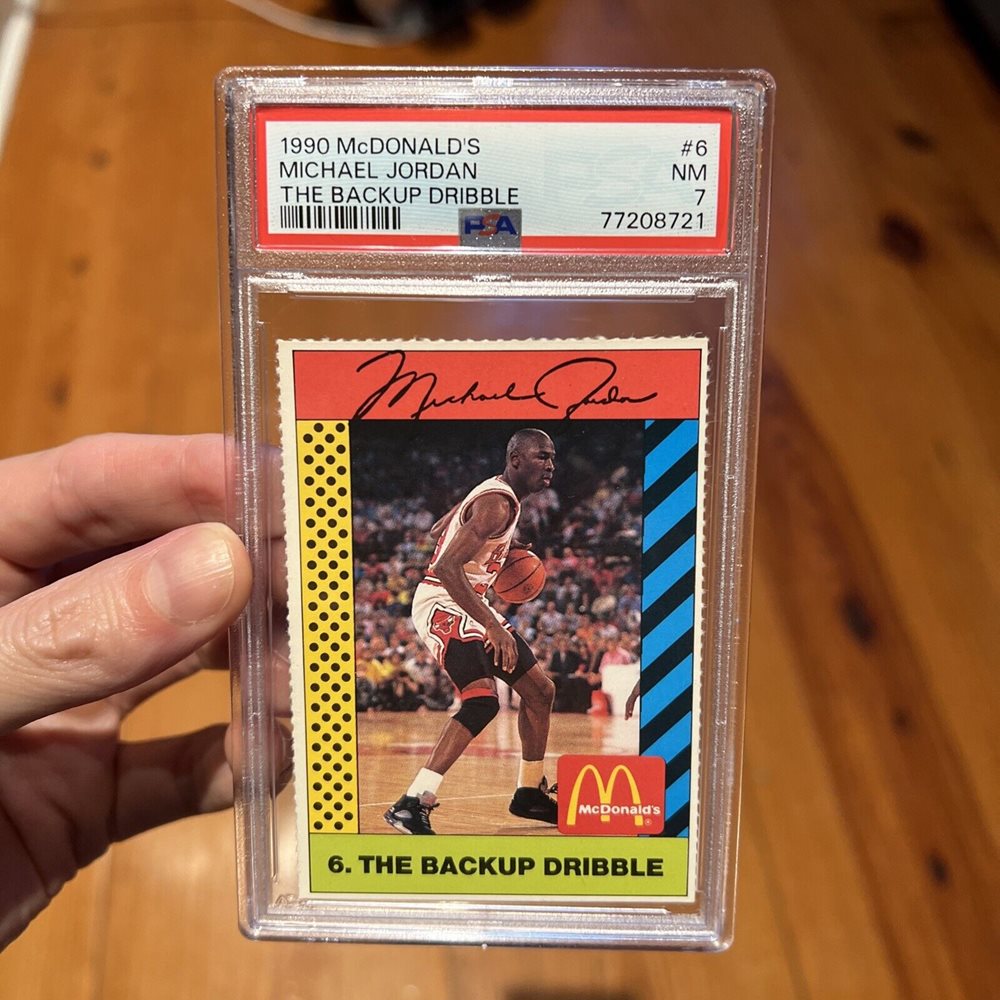 1990 McDONALD'S #6
MICHAEL JORDAN NM
THE BACKUP DRIBBLE 7
PSA 77208721
Michael Jordan
McDonald's
6. THE BACKUP DRIBBLE